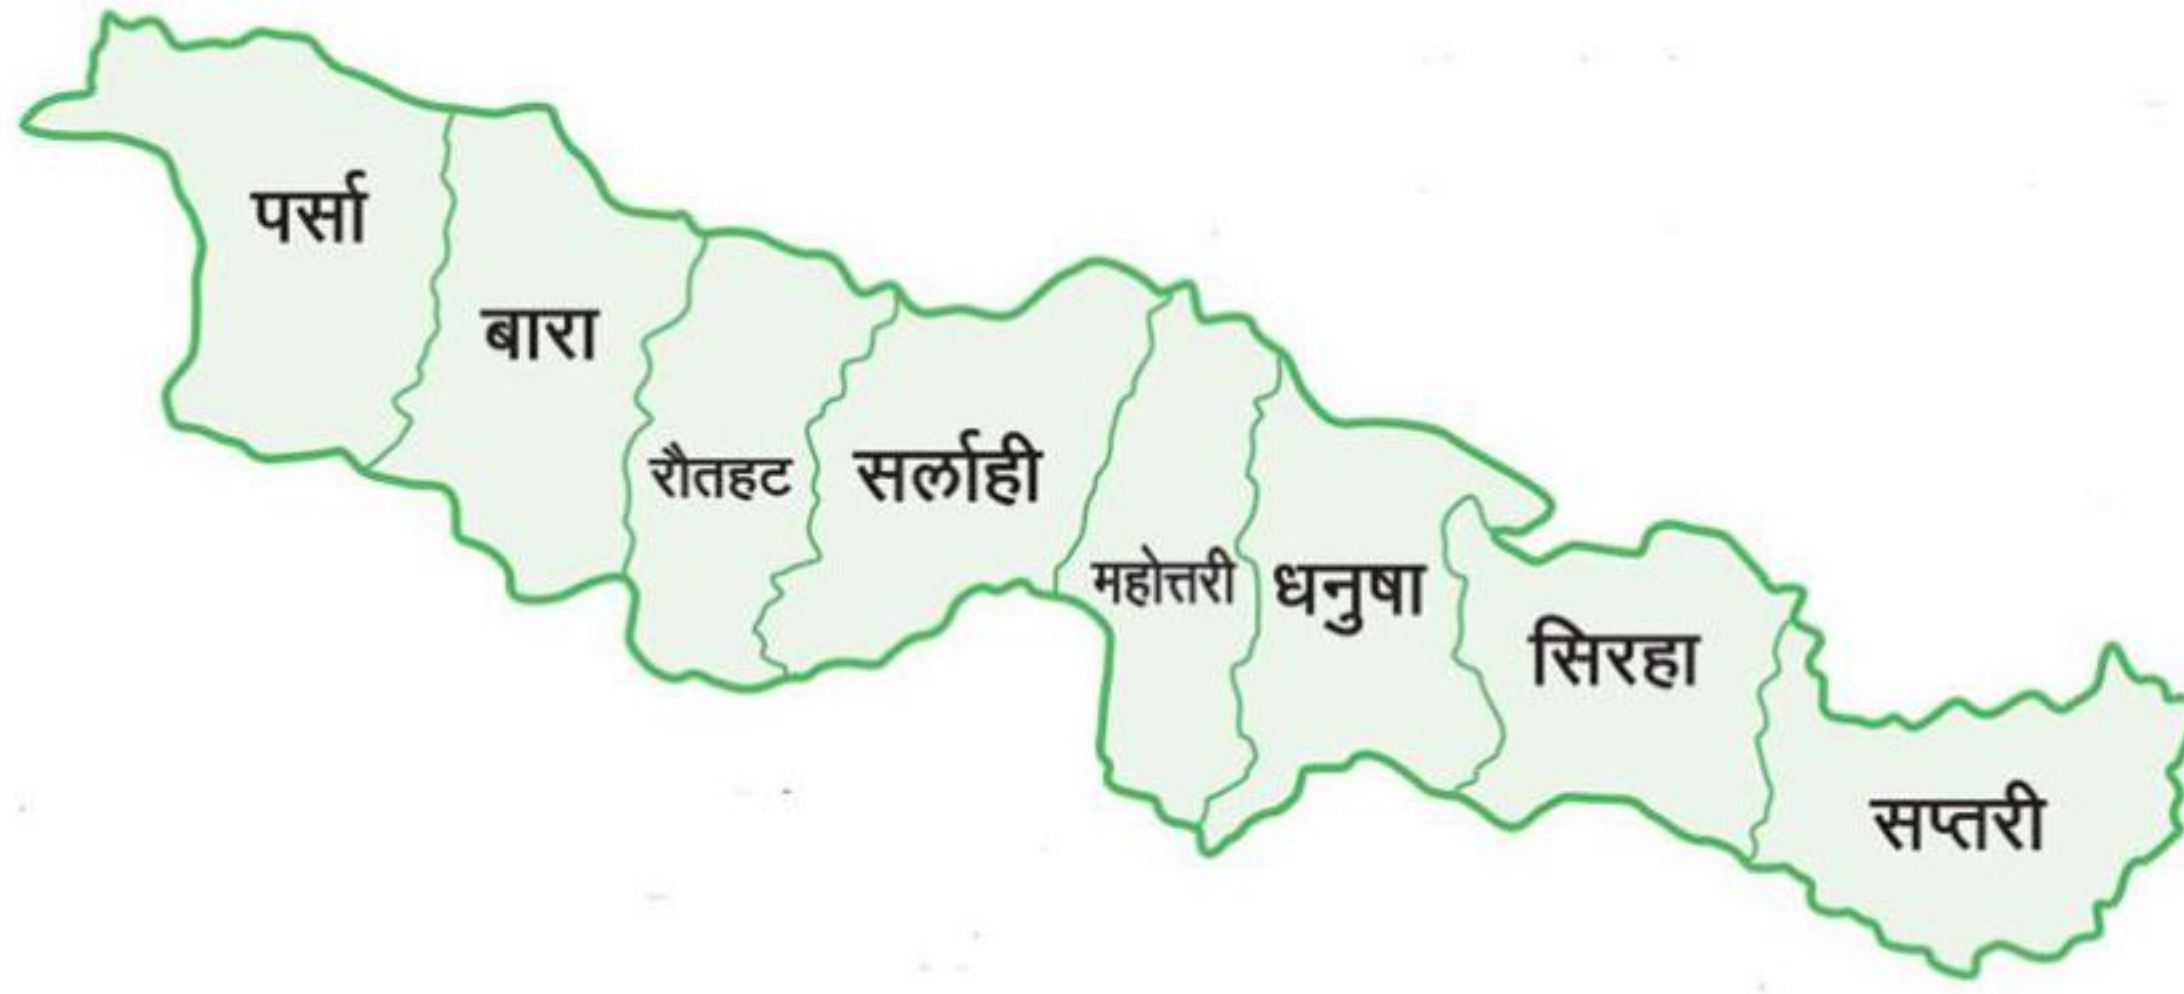 पर्सा
बारा
रौतहट
सर्लाही
महोत्तरी
धनुषा
सिरहा
सप्तरी